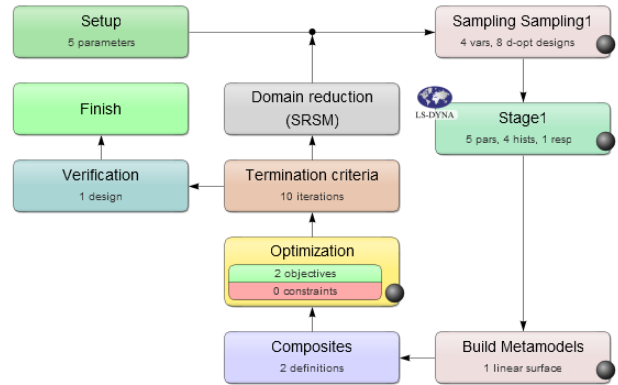 Setup
5 parameters
Sampling Sampling1
4 vars, 8 d-opt designs
Finish
Domain reduction
(SRSM)
LS-DYNA
Stage1
5 pars, 4 hists, 1 resp
Verification
1 design
Termination criteria
10 iterations
Optimization
2 objectives
0 constraints
Composites
2 definitions
Build Metamodels
1 linear surface